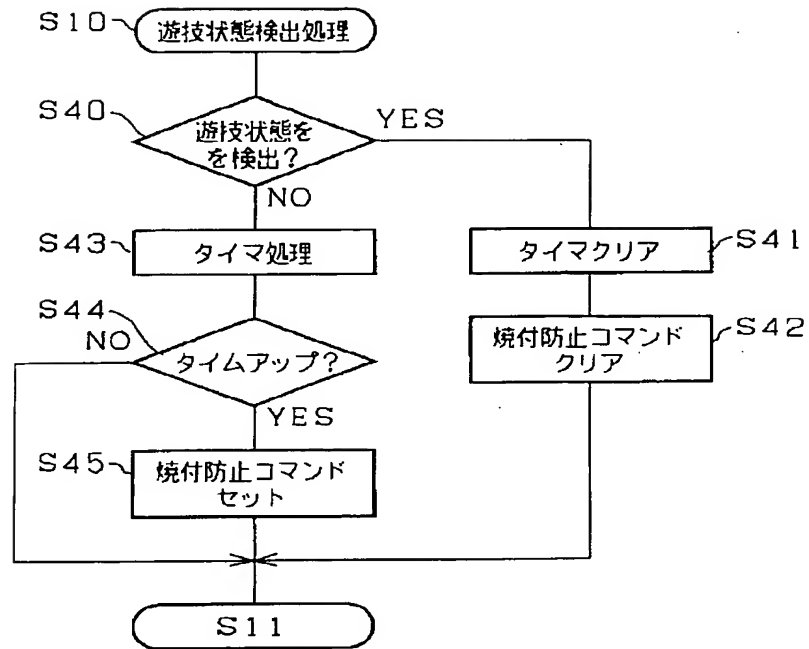 S10
遊技状態検出処理
S40
遊技状態を
を検出?
YES
NO
S43
タイマ処理
タイマクリア
S41
S44
NO
タイムアップ?
焼付防止コマンド
クリア
S42
YES
S45
焼付防止コマンド
セット
S11